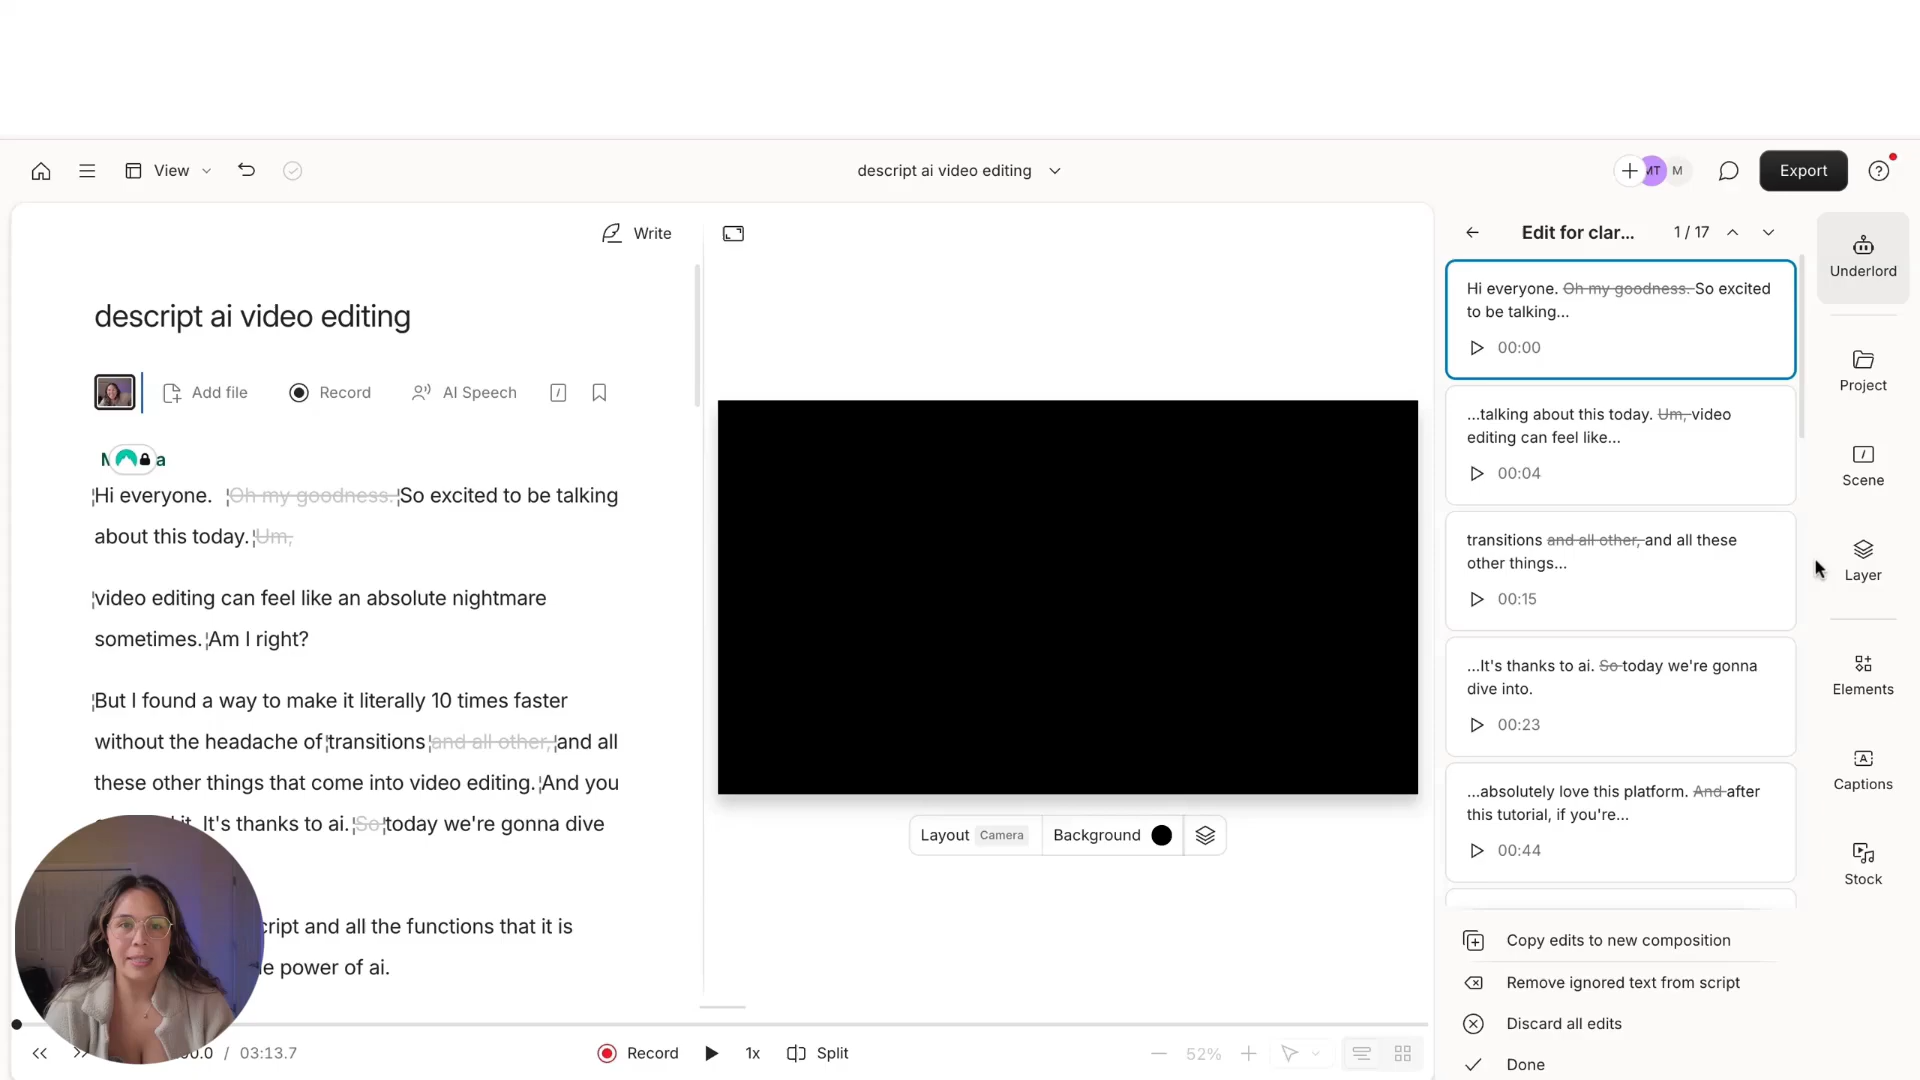 View
descript ai video editing
MT
M
Export
Write
descript ai video editing
Add file
Record
AI Speech
Hi everyone. Oh my goodness. So excited to be talking
about this today. Um,
video editing can feel like an absolute nightmare
sometimes. Am I right?
But I found a way to make it literally 10 times faster
without the headache of transitions and all other, and all
these other things that come into video editing. And you
It's thanks to ai. So today we're gonna dive
cript and all the functions that it is
power of ai.
Layout Camera Background
/ 03:13.7
Record
1x
Split
52%
Edit for clar...
1 / 17
Hi everyone. Oh my goodness. So excited
to be talking...
00:00
...talking about this today. Um, video
editing can feel like...
00:04
transitions and all other, and all these
other things...
00:15
...It's thanks to ai. So today we're gonna
dive into.
00:23
...absolutely love this platform. And after
this tutorial, if you're...
00:44
Copy edits to new composition
Remove ignored text from script
Discard all edits
Done
Underlord
Project
Scene
Layer
Elements
Captions
Stock